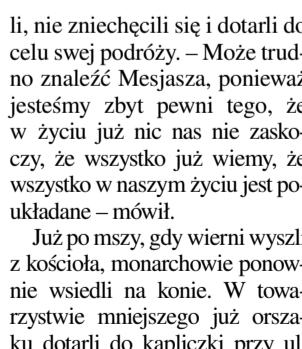 li, nie zniechęcili się i dotarli do
celu swej podróży. – Może trud-
no znaleźć Mesjasza, ponieważ
jesteśmy zbyt pewni tego, że
w życiu już nic nas nie zasko-
czy, że wszystko już wiemy, że
wszystko w naszym życiu jest po-
układane – mówił.
Już po mszy, gdy wierni wyszli
z kościoła, monarchowie ponow-
nie wsiedli na konie. W towa-
rzystwie mniejszego już orsza-
ku dotarli do kapliczki przy ul.